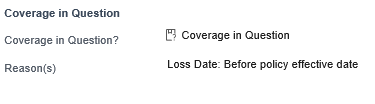 Coverage in Question
Coverage in Question? Coverage in Question
Reason(s) Loss Date: Before policy effective date